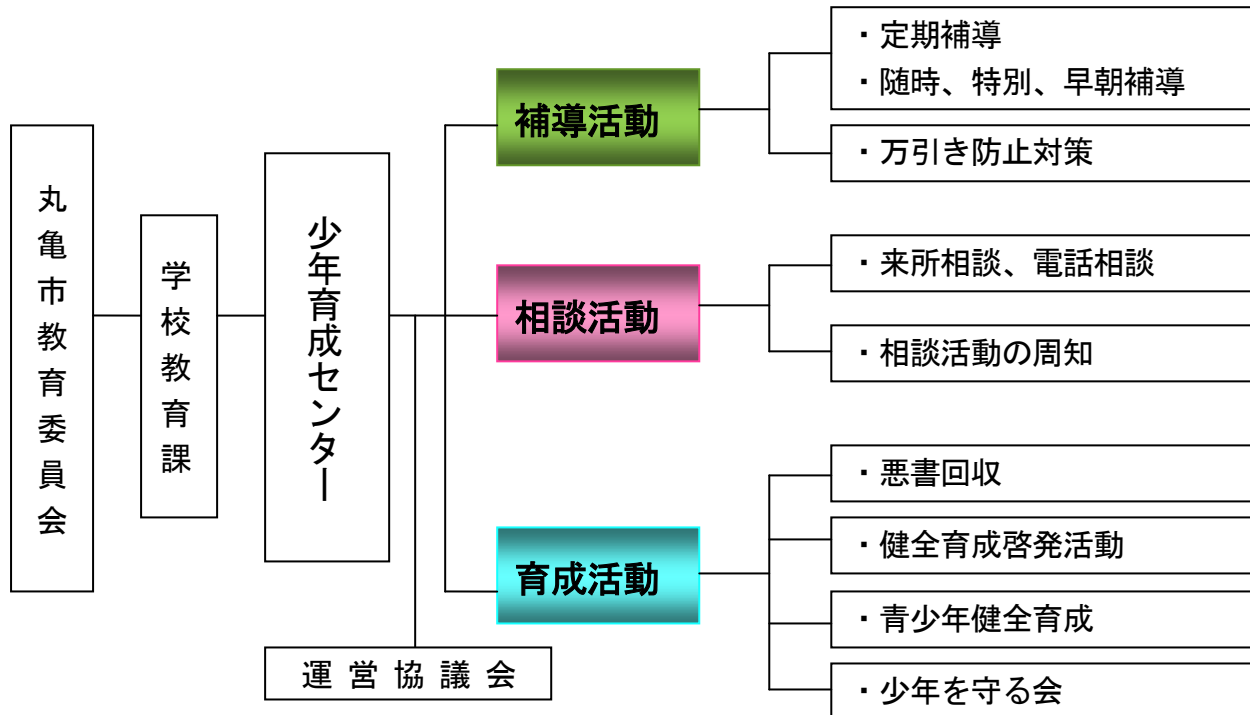 丸亀市教育委員会
学校教育課
少年育成センター
運営協議会
補導活動
・定期補導
・随時、特別、早朝補導
・万引き防止対策
相談活動
・来所相談、電話相談
・相談活動の周知
育成活動
・悪書回収
・健全育成啓発活動
・青少年健全育成
・少年を守る会